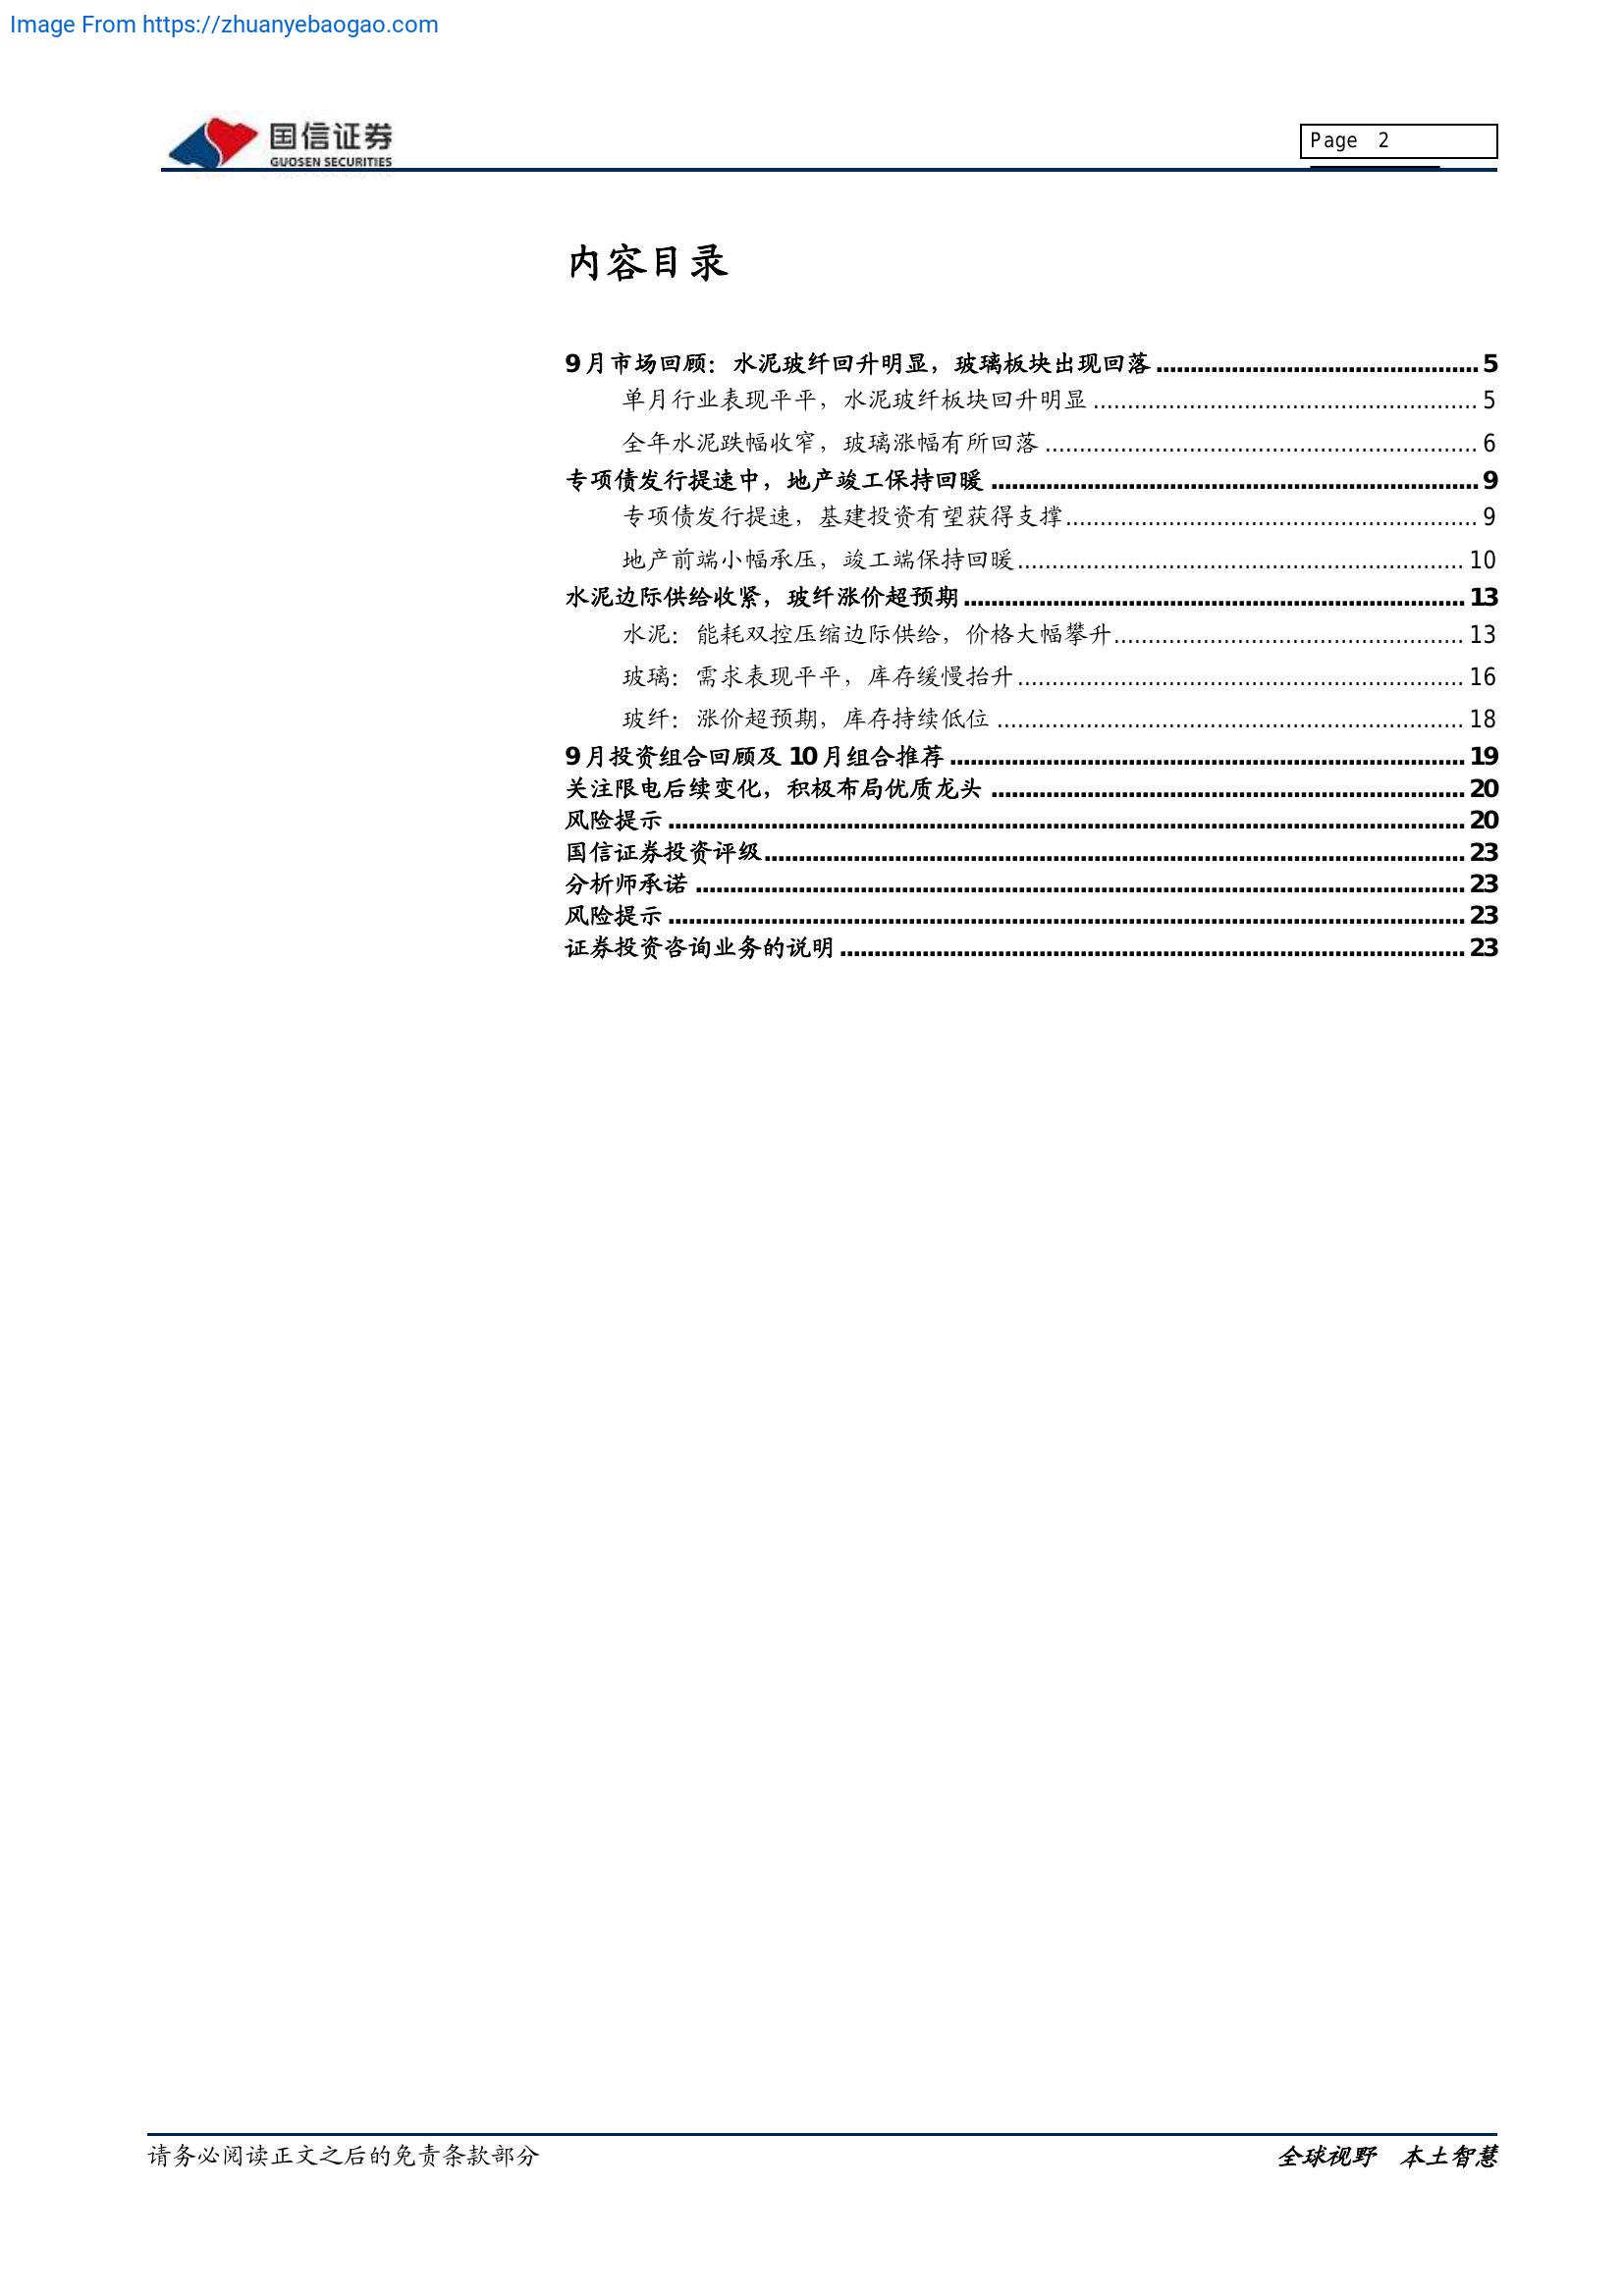 Image From https://zhuanyebaogao.com
国信证券
GUOSEN SECURITIES
Page 2
内容目录
9月市场回顾：水泥玻纤回升明显，玻璃板块出现回落 5
单月行业表现平平，水泥玻纤板块回升明显 5
全年水泥跌幅收窄，玻璃涨幅有所回落 6
专项债发行提速中，地产竣工保持回暖 9
专项债发行提速，基建投资有望获得支撑 9
地产前端小幅承压，竣工端保持回暖 10
水泥边际供给收紧，玻纤涨价超预期 13
水泥：能耗双控压缩边际供给，价格大幅攀升 13
玻璃：需求表现平平，库存缓慢抬升 16
玻纤：涨价超预期，库存持续低位 18
9月投资组合回顾及 10月组合推荐 19
关注限电后续变化，积极布局优质龙头 20
风险提示 20
国信证券投资评级 23
分析师承诺 23
风险提示 23
证券投资咨询业务的说明 23
请务必阅读正文之后的免责条款部分
全球视野 本土智慧